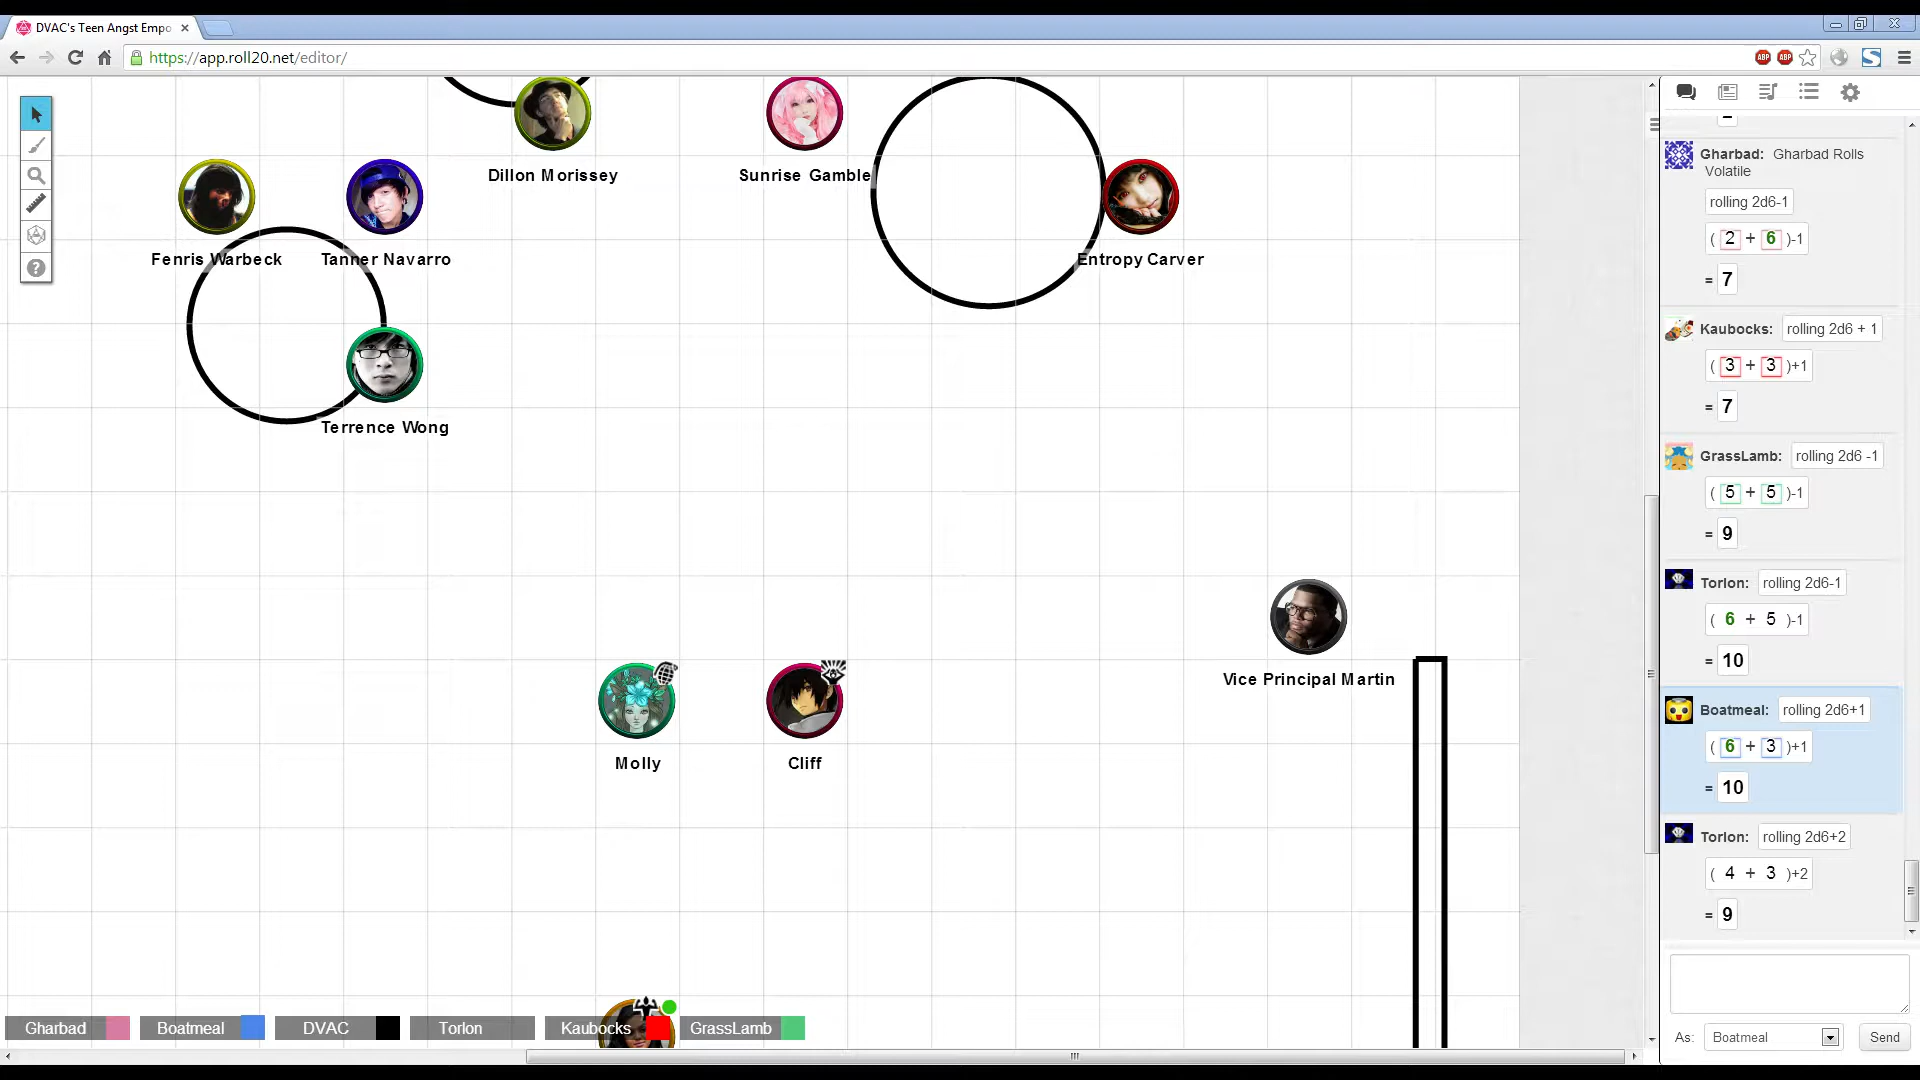 DVAC's Teen Angst Empo
https://app.roll20.net/editor/
Dillon Morissey
Sunrise Gamble
Fenris Warbeck
Tanner Navarro
Entropy Carver
Terrence Wong
Vice Principal Martin
Molly
Cliff
Gharbad
Boatmeal
DVAC
Torlon
Kaubocks
GrassLamb
Gharbad: Gharbad Rolls
Volatile
rolling 2d6-1
( 2 + 6 )-1
= 7
Kaubocks: rolling 2d6 + 1
( 3 + 3 )+1
= 7
GrassLamb: rolling 2d6 -1
( 5 + 5 )-1
= 9
Torlon: rolling 2d6-1
( 6 + 5 )-1
= 10
Boatmeal: rolling 2d6+1
( 6 + 3 )+1
= 10
Torlon: rolling 2d6+2
( 4 + 3 )+2
= 9
As: Boatmeal Send